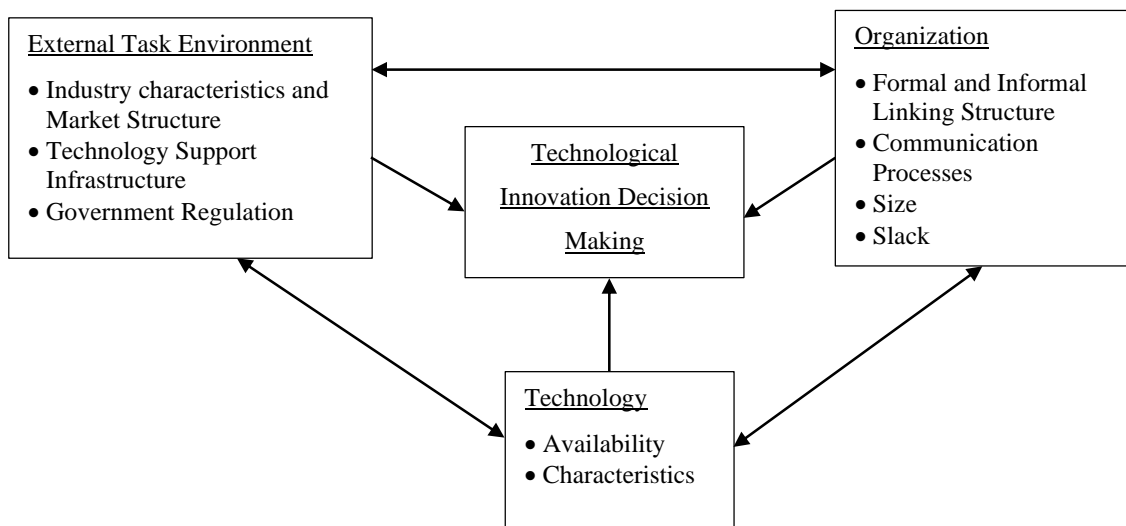 External Task Environment
• Industry characteristics and
Market Structure
• Technology Support
Infrastructure
• Government Regulation
Organization
• Formal and Informal
Linking Structure
• Communication
Processes
• Size
• Slack
Technological
Innovation Decision
Making
Technology
• Availability
• Characteristics